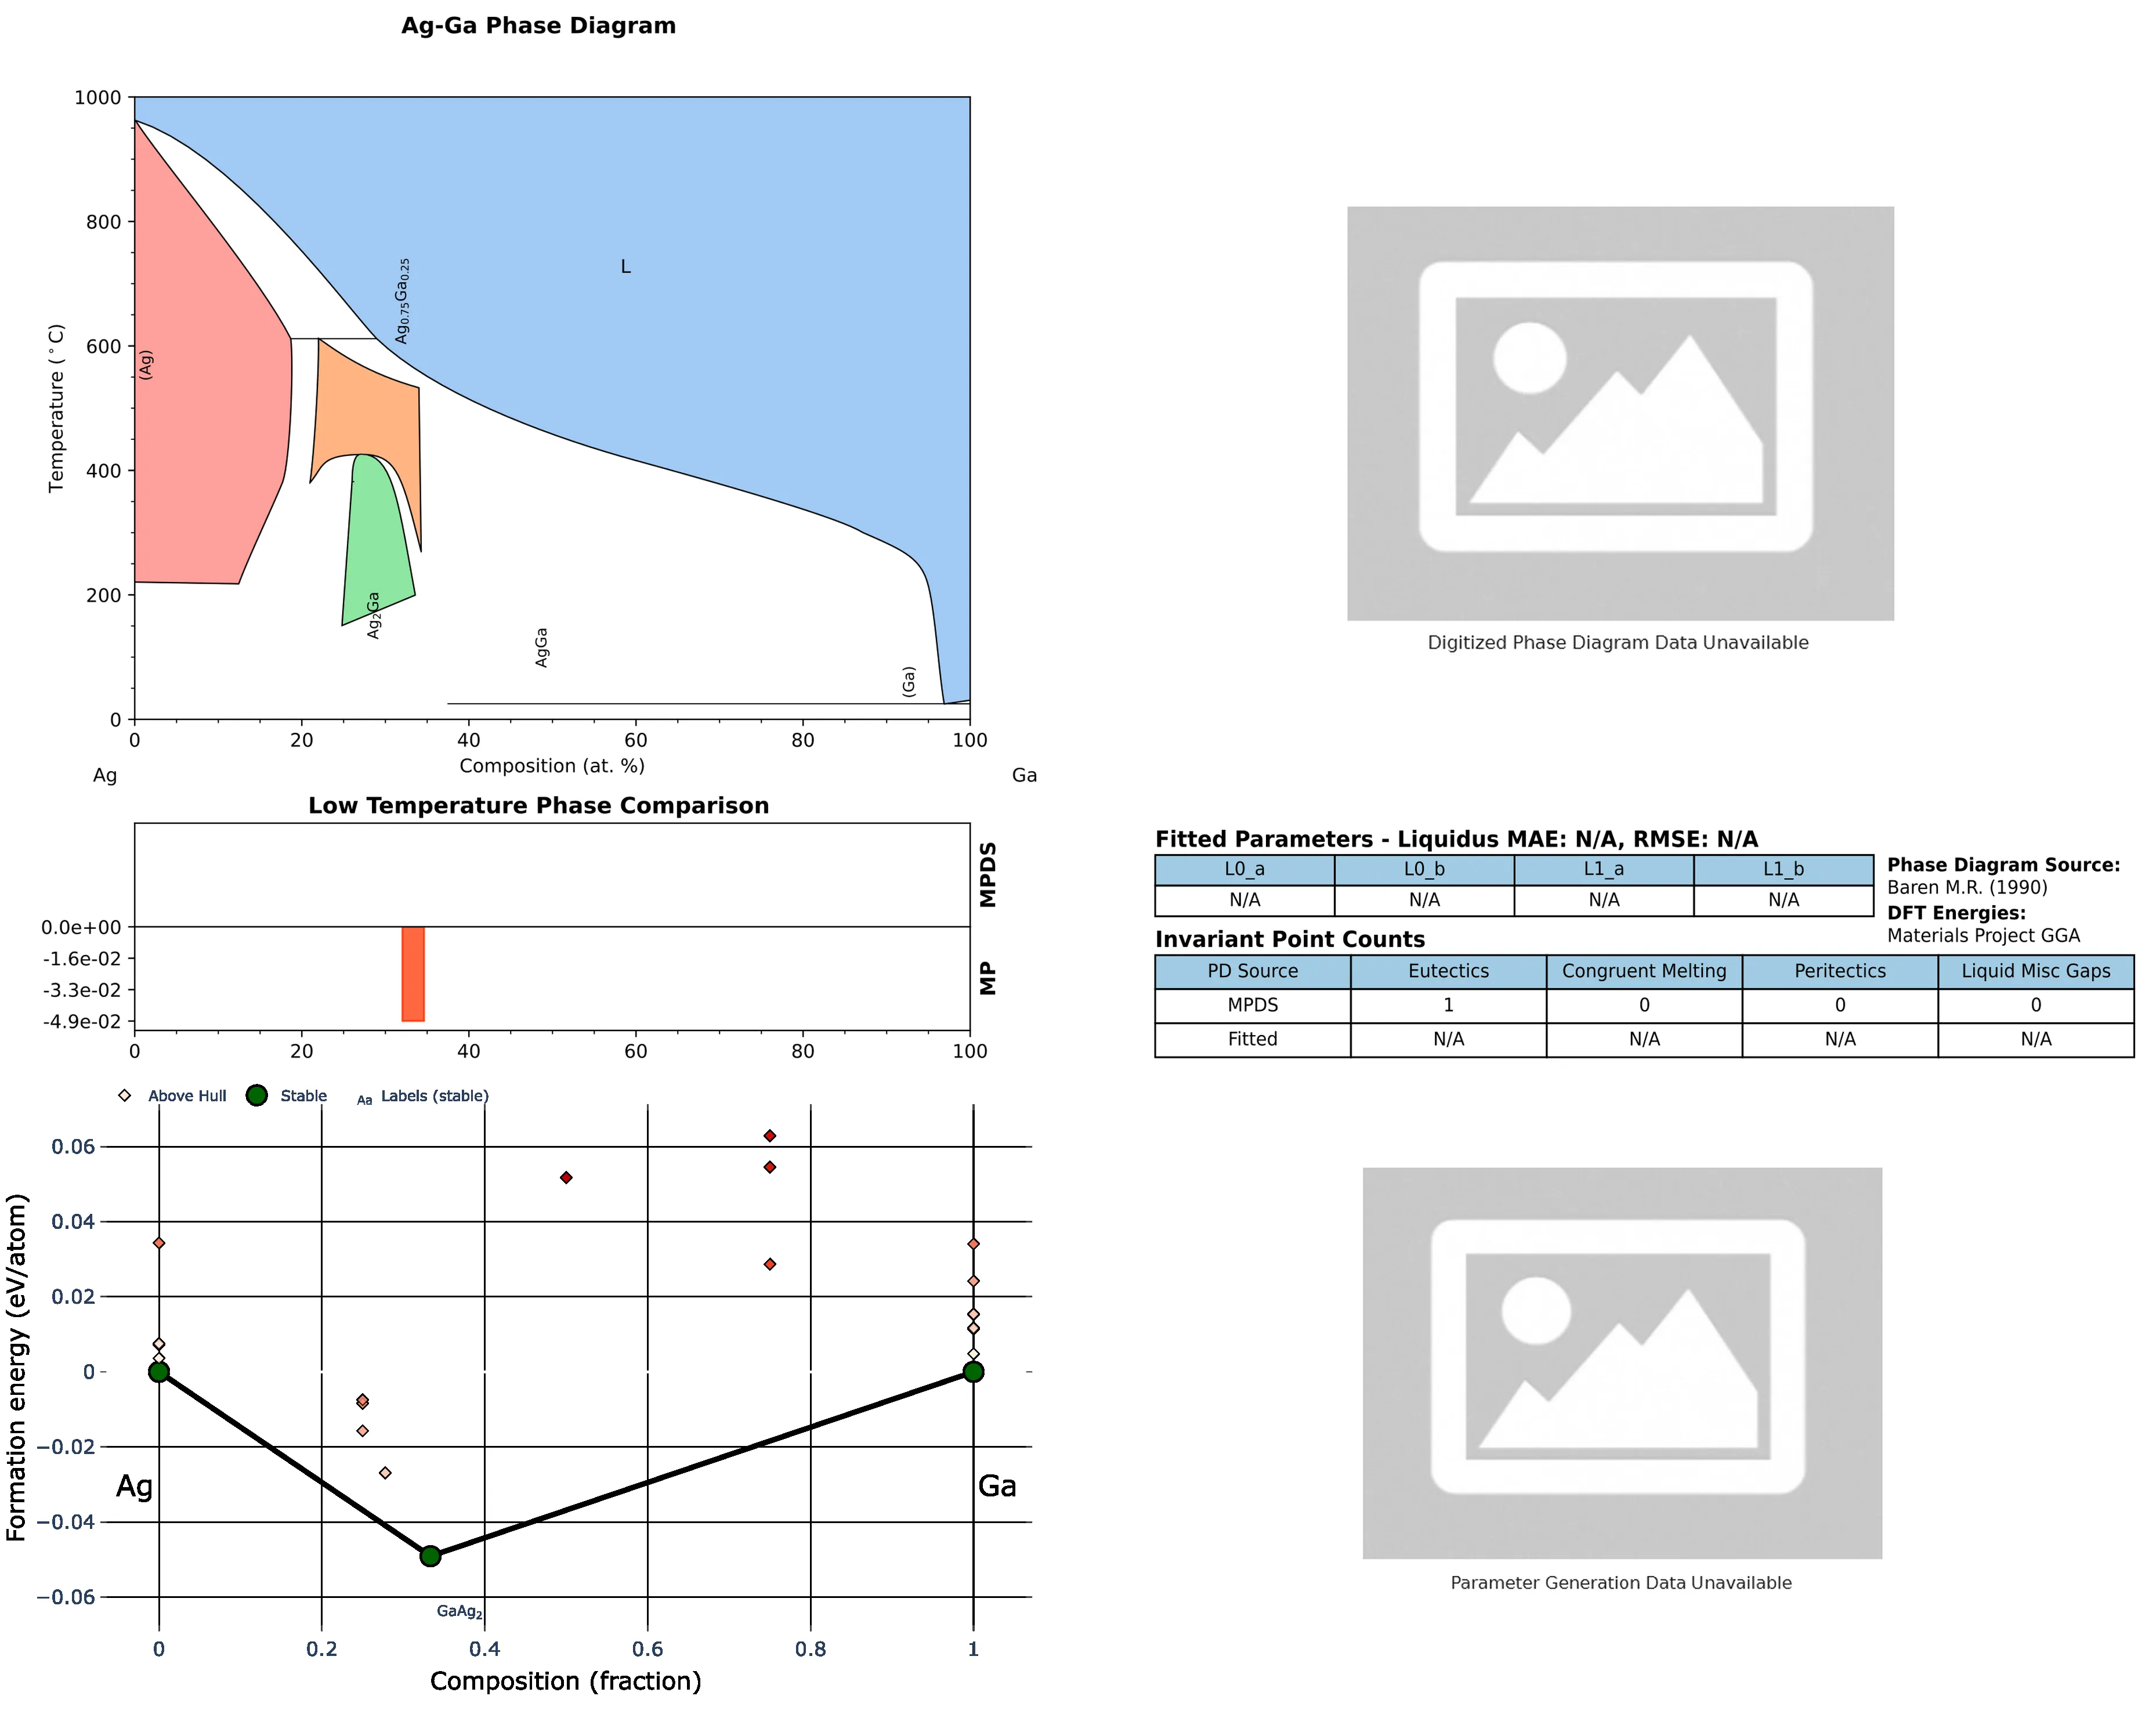 Ag-Ga Phase Diagram
1000
800
600
400
200
0
Temperature (°C)
(Ag)
Ag0.75Ga0.25
L
Ag2Ga
AgGa
(Ga)
0 20 40 60 80 100
Composition (at. %)
Ag Ga
Digitized Phase Diagram Data Unavailable
Low Temperature Phase Comparison
MPDS
MP
0.0e+00
-1.6e-02
-3.3e-02
-4.9e-02
0 20 40 60 80 100
Fitted Parameters - Liquidus MAE: N/A, RMSE: N/A
L0_a L0_b L1_a L1_b
N/A N/A N/A N/A
Phase Diagram Source:
Baren M.R. (1990)
DFT Energies:
Materials Project GGA
Invariant Point Counts
PD Source Eutectics Congruent Melting Peritectics Liquid Misc Gaps
MPDS 1 0 0 0
Fitted N/A N/A N/A N/A
Above Hull Stable Aa Labels (stable)
0.06
0.04
0.02
0
−0.02
−0.04
−0.06
Formation energy (eV/atom)
Ag Ga
GaAg2
0 0.2 0.4 0.6 0.8 1
Composition (fraction)
Parameter Generation Data Unavailable